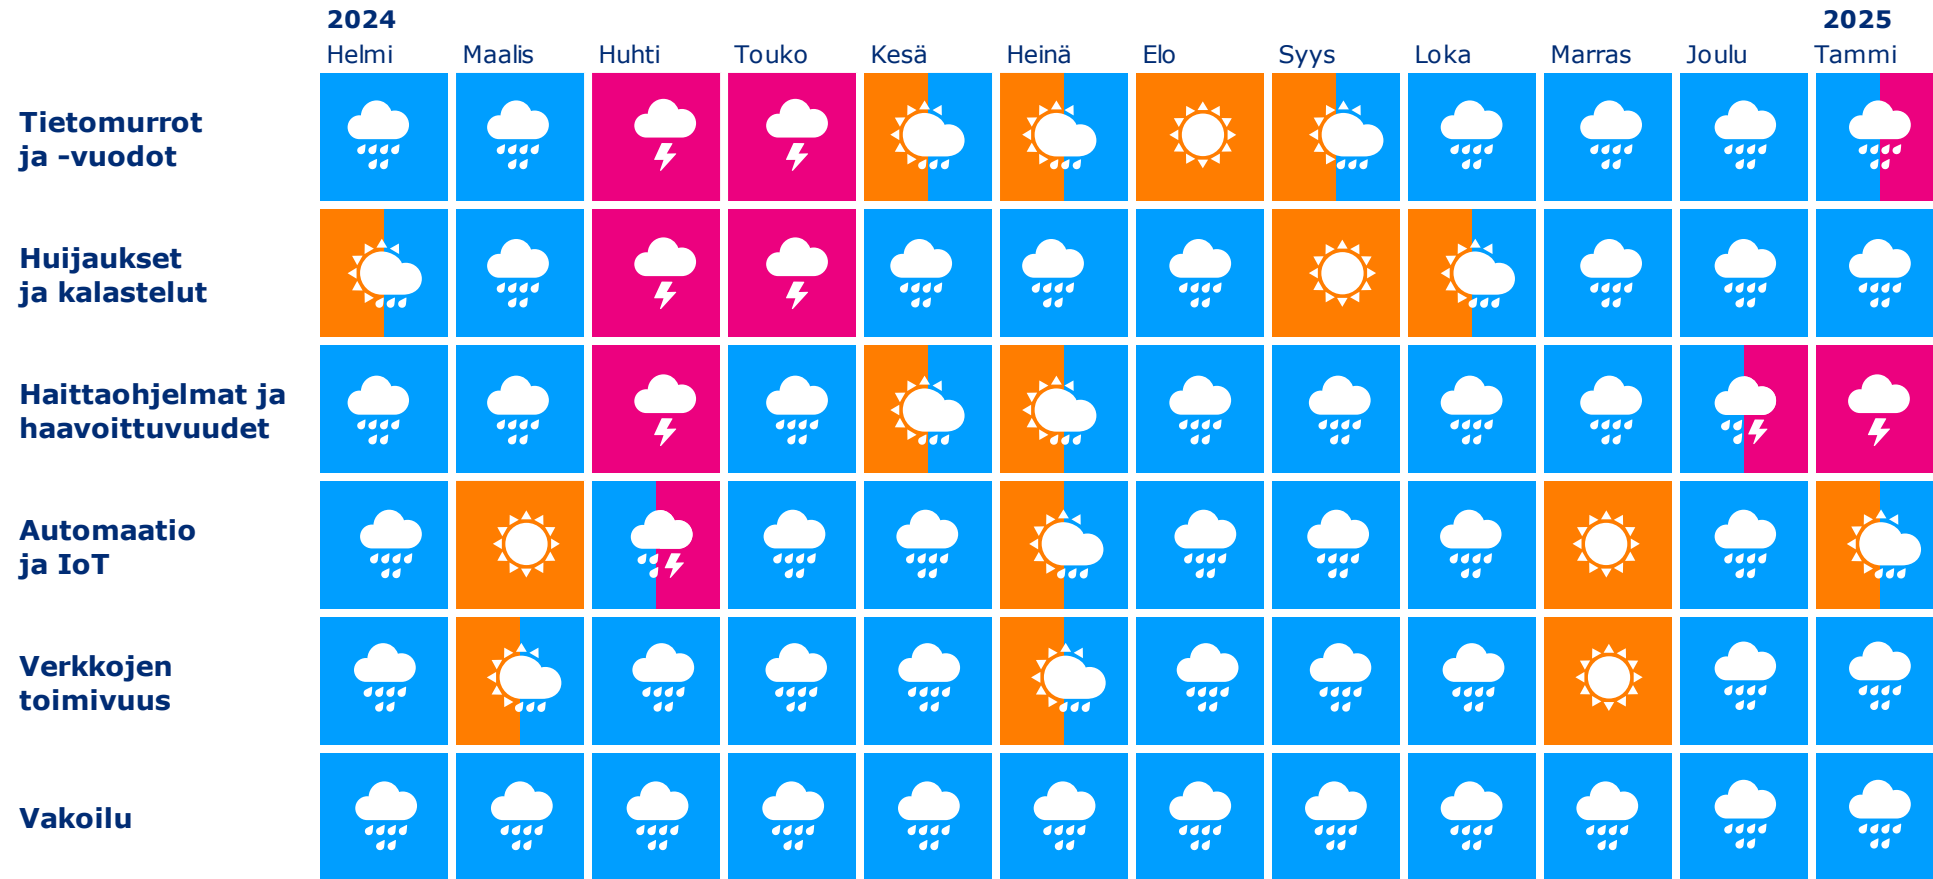 2024 2025
Helmi Maalis Huhti Touko Kesä Heinä Elo Syys Loka Marras Joulu Tammi
Tietomurrot
ja -vuodot
Huijaukset
ja kalastelut
Haittaohjelmat ja
haavoittuvuudet
Automaatio
ja IoT
Verkkojen
toimivuus
Vakoilu